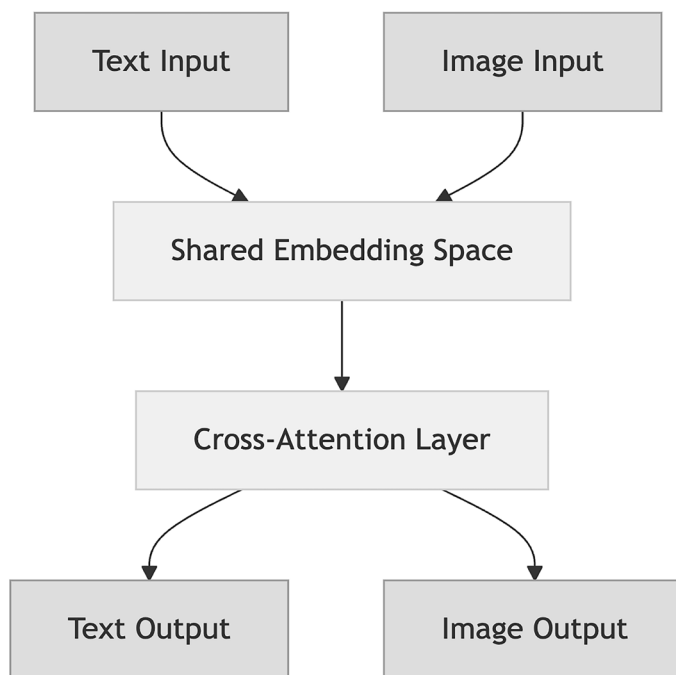 Text Input
Image Input
Shared Embedding Space
Cross-Attention Layer
Text Output
Image Output